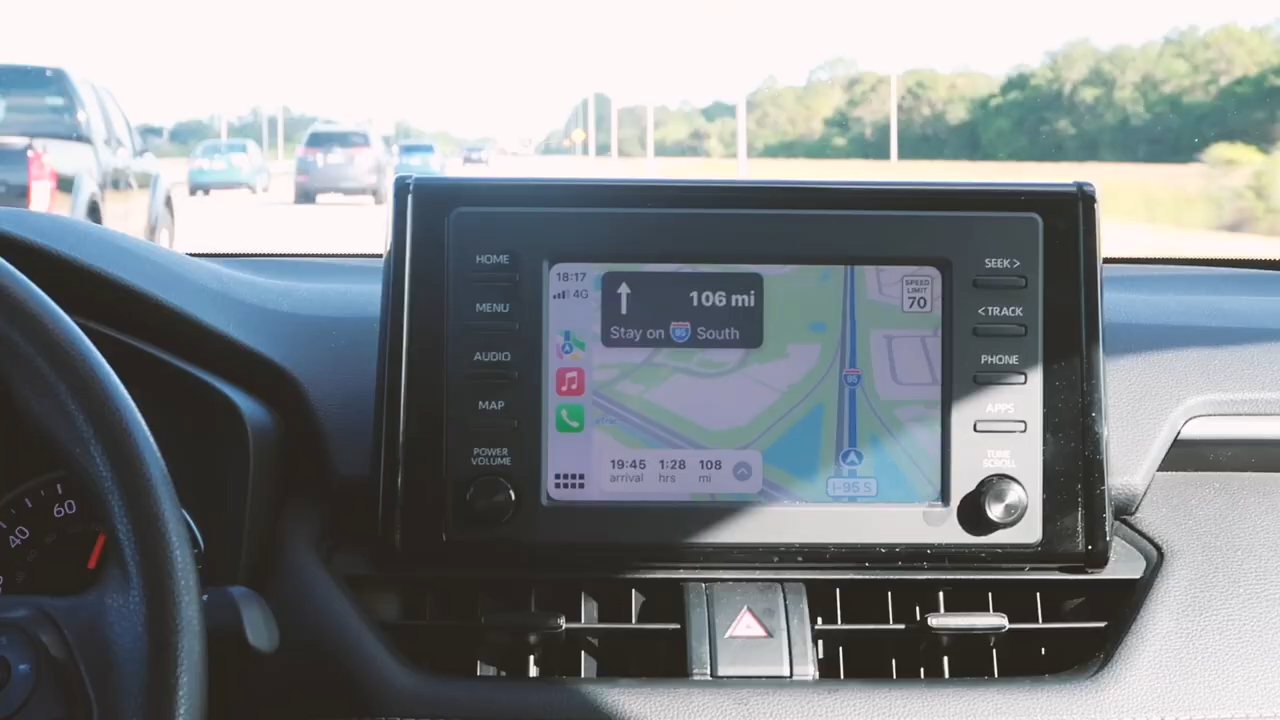 HOME
MENU
AUDIO
MAP
POWER
VOLUME
18:17
4G
106 mi
Stay on 95 South
SPEED
LIMIT
70
95
19:45 1:28 108
arrival hrs mi
I-95 S
SEEK >
< TRACK
PHONE
APPS
TUNE
SCROLL
60
40